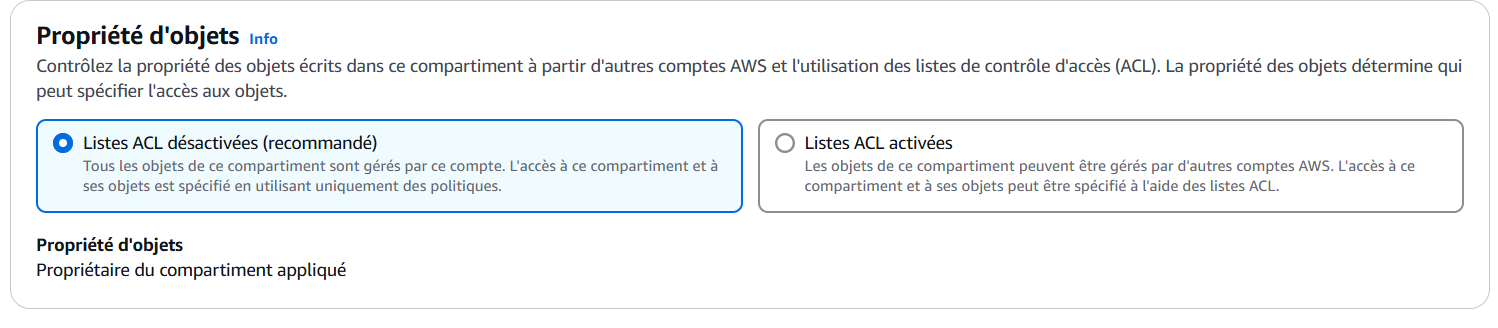 Propriété d'objets Info
Contrôlez la propriété des objets écrits dans ce compartiment à partir d'autres comptes AWS et l'utilisation des listes de contrôle d'accès (ACL). La propriété des objets détermine qui
peut spécifier l'accès aux objets.
Listes ACL désactivées (recommandé)
Tous les objets de ce compartiment sont gérés par ce compte. L'accès à ce compartiment et à
ses objets est spécifié en utilisant uniquement des politiques.
Listes ACL activées
Les objets de ce compartiment peuvent être gérés par d'autres comptes AWS. L'accès à ce
compartiment et à ses objets peut être spécifié à l'aide des listes ACL.
Propriété d'objets
Propriétaire du compartiment appliqué